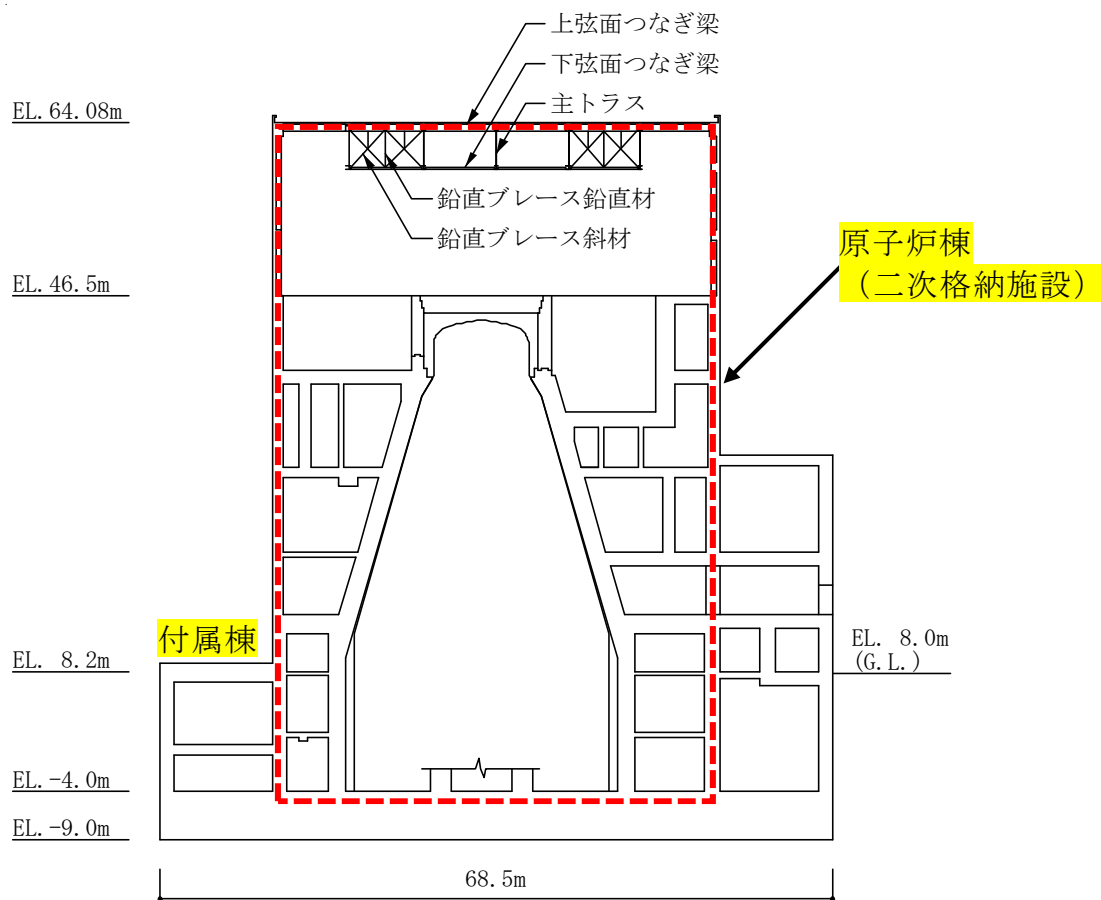 上弦面つなぎ梁
下弦面つなぎ梁
主トラス
EL.64.08m
鉛直ブレース鉛直材
鉛直ブレース斜材
原子炉棟
（二次格納施設）
EL.46.5m
付属棟
EL. 8.2m
EL. 8.0m
(G.L.)
EL.-4.0m
EL.-9.0m
68.5m